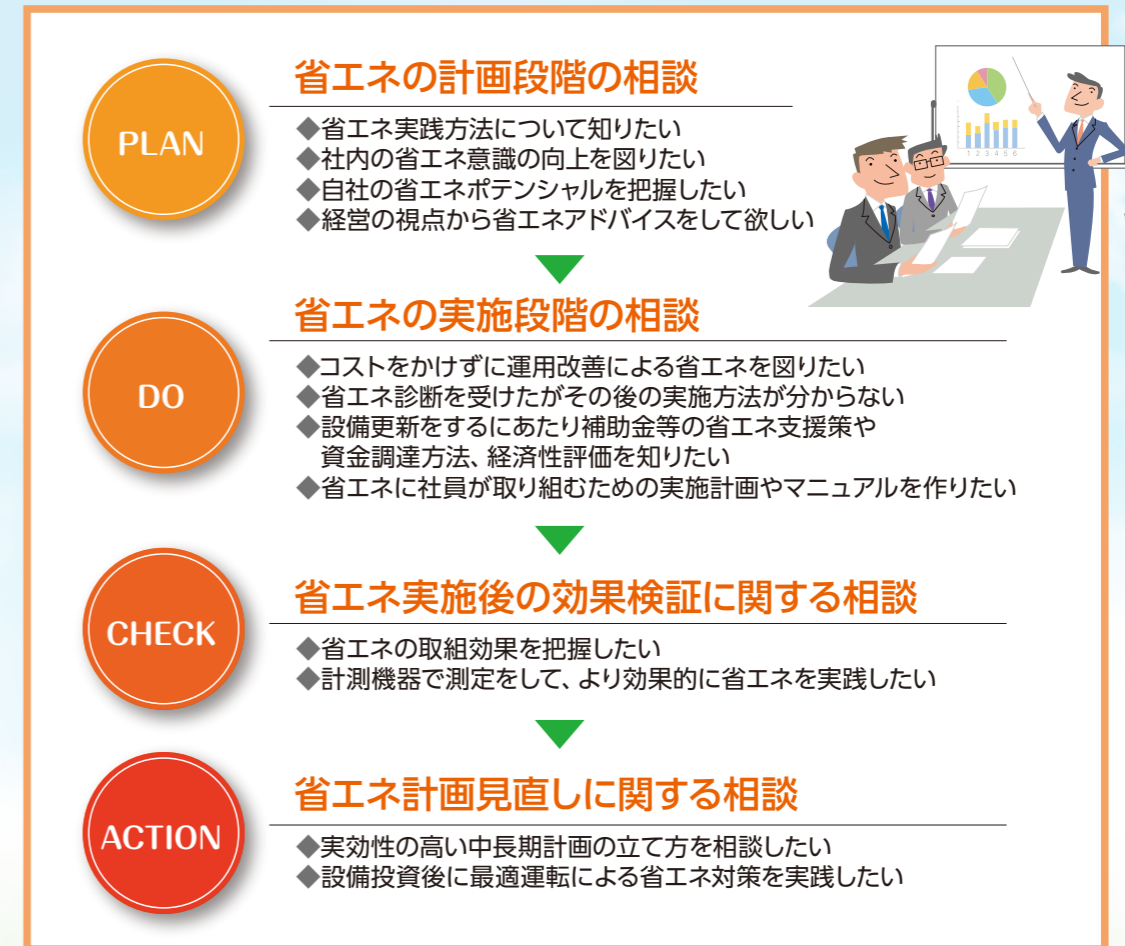 PLAN
省エネの計画段階の相談
◆省エネ実践方法について知りたい
◆社内の省エネ意識の向上を図りたい
◆自社の省エネポテンシャルを把握したい
◆経営の視点から省エネアドバイスをして欲しい
1 2 3 4 5 6
DO
省エネの実施段階の相談
◆コストをかけずに運用改善による省エネを図りたい
◆省エネ診断を受けたがその後の実施方法が分からない
◆設備更新をするにあたり補助金等の省エネ支援策や
資金調達方法、経済性評価を知りたい
◆省エネに社員が取り組むための実施計画やマニュアルを作りたい
CHECK
省エネ実施後の効果検証に関する相談
◆省エネの取組効果を把握したい
◆計測機器で測定をして、より効果的に省エネを実践したい
ACTION
省エネ計画見直しに関する相談
◆実効性の高い中長期計画の立て方を相談したい
◆設備投資後に最適運転による省エネ対策を実践したい